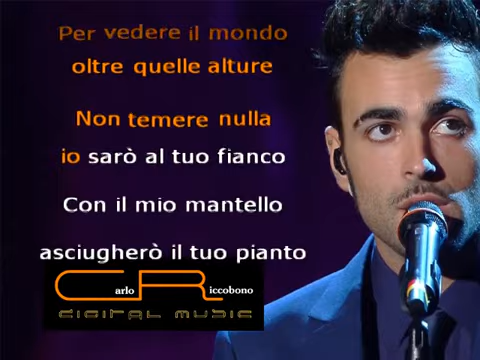 Per vedere il mondo
oltre quelle alture
Non temere nulla
io sarò al tuo fianco
Con il mio mantello
asciugherò il tuo pianto
Carlo Riccobono
DIGITAL MUSIC